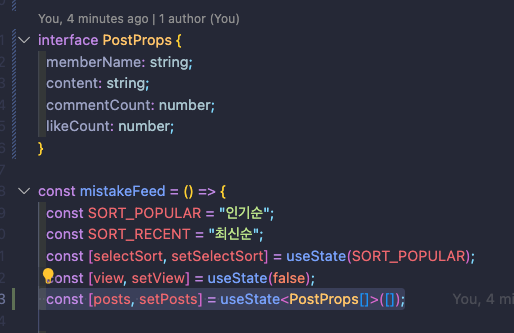 You, 4 minutes ago | 1 author (You)
interface PostProps {
memberName: string;
content: string;
commentCount: number;
likeCount: number;
}
const mistakeFeed = () => {
const SORT_POPULAR = "인기순";
const SORT_RECENT = "최신순";
const [selectSort, setSelectSort] = useState(SORT_POPULAR);
const [view, setView] = useState(false);
const [posts, setPosts] = useState<PostProps[]>([]); You, 4 m